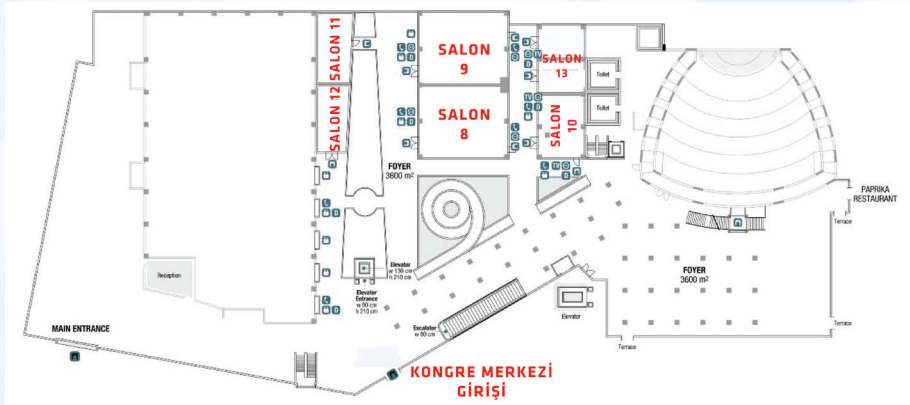 SALON 11
SALON 12
SALON
9
SALON
8
SALON
13
SALON
10
Toilet
Toilet
FOYER
3600 m²
PAPRIKA
RESTAURANT
Terrace
Elevator
w 130 cm
h 210 cm
Elevator
Entrance
w 90 cm
h 210 cm
Reception
FOYER
3600 m²
Elevator
Escalator
w 80 cm
MAIN ENTRANCE
Terrace
Terrace
KONGRE MERKEZİ
GİRİŞİ